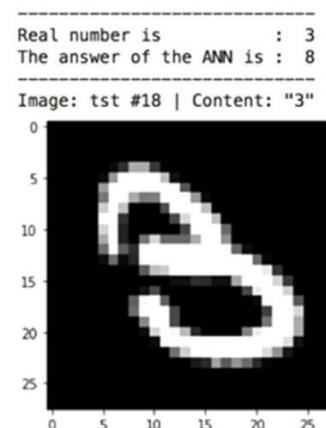 ------------------------------
Real number is : 3
The answer of the ANN is : 8
------------------------------
Image: tst #18 | Content: "3"
0
5
10
15
20
25
3
0 5 10 15 20 25